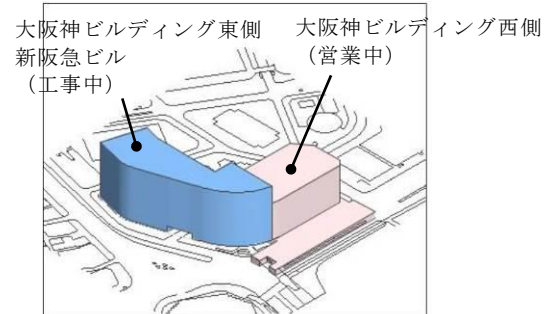 大阪神ビルディング東側
新阪急ビル
（工事中）
大阪神ビルディング西側
（営業中）